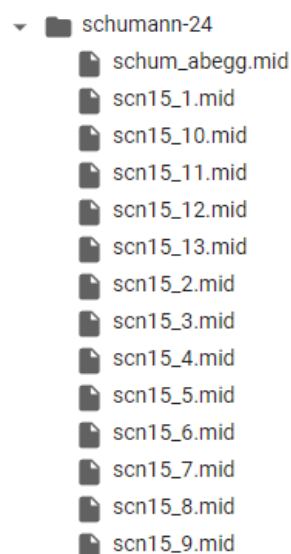 schumann-24
schum_abegg.mid
scn15_1.mid
scn15_10.mid
scn15_11.mid
scn15_12.mid
scn15_13.mid
scn15_2.mid
scn15_3.mid
scn15_4.mid
scn15_5.mid
scn15_6.mid
scn15_7.mid
scn15_8.mid
scn15_9.mid